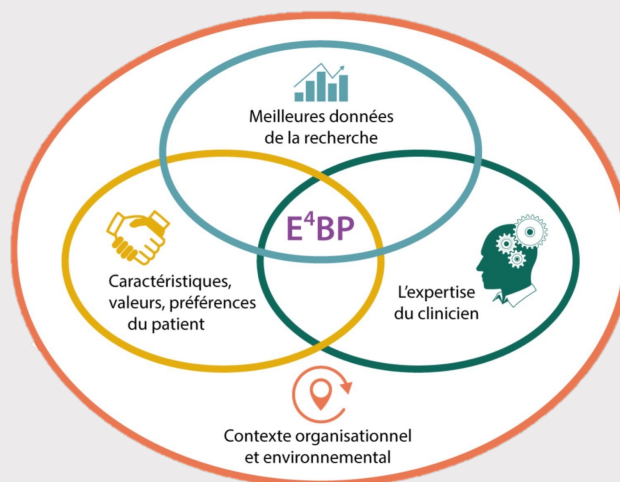 Meilleures données
de la recherche
E⁴BP
Caractéristiques,
valeurs, préférences
du patient
L'expertise
du clinicien
Contexte organisationnel
et environnemental